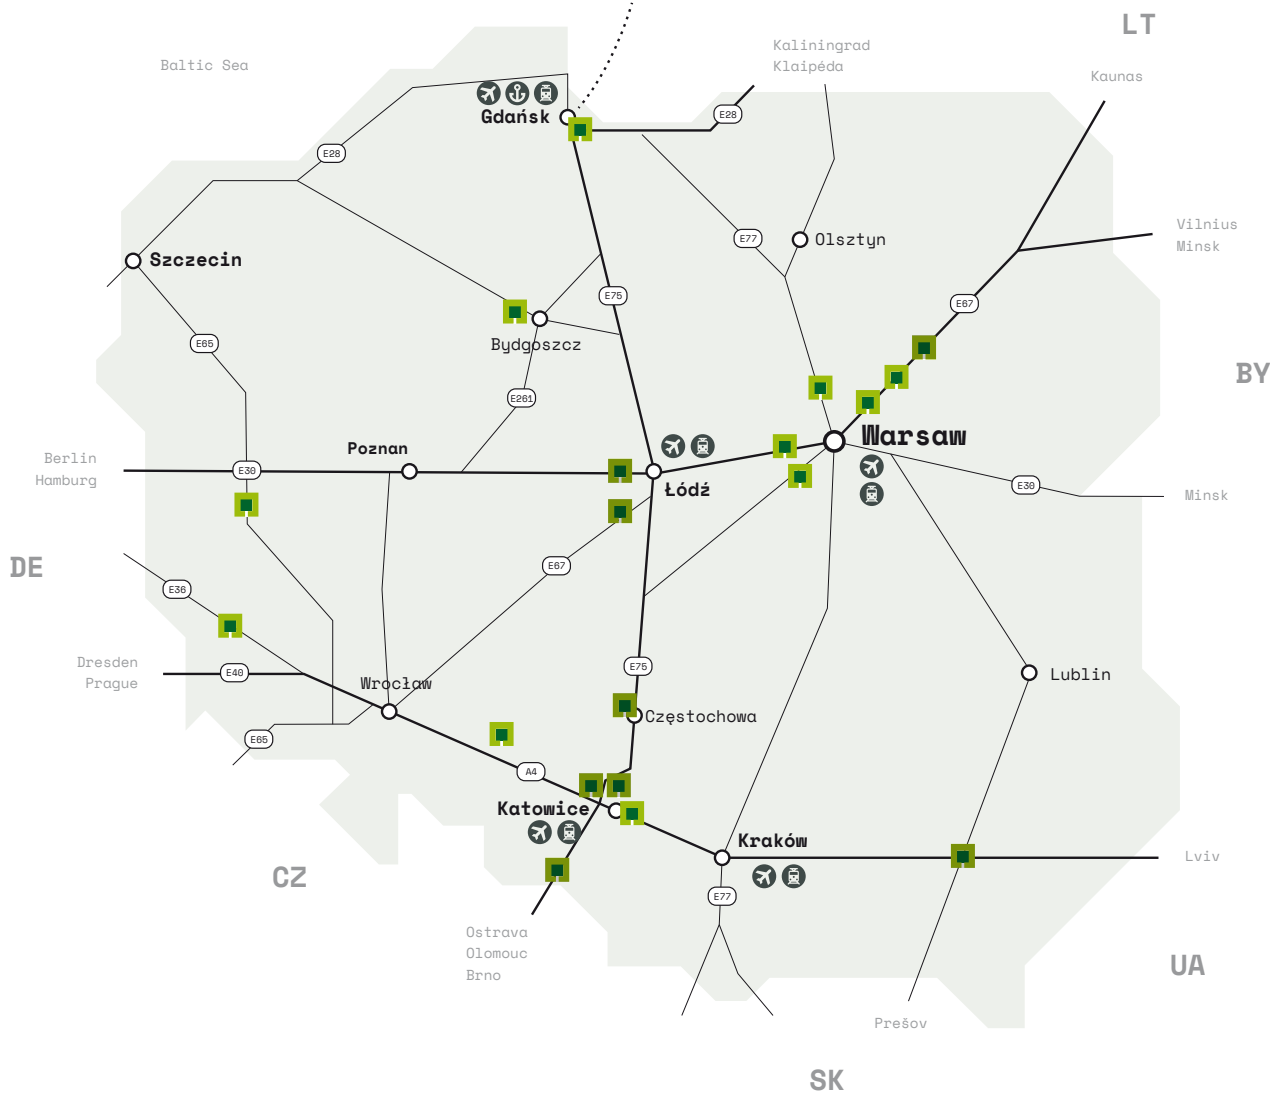 LT
Kaliningrad
Klaipéda
Baltic Sea
Kaunas
Gdańsk
E28
E28
Vilnius
Minsk
E77
Olsztyn
Szczecin
E75
E67
E65
Bydgoszcz
BY
E261
Poznan
Warsaw
Berlin
Hamburg
E30
Łódź
E30
Minsk
DE
E67
E36
Dresden
Prague
E40
E75
Wrocław
Lublin
Częstochowa
E65
A4
Katowice
Kraków
Lviv
CZ
E77
Ostrava
Olomouc
Brno
UA
Prešov
SK